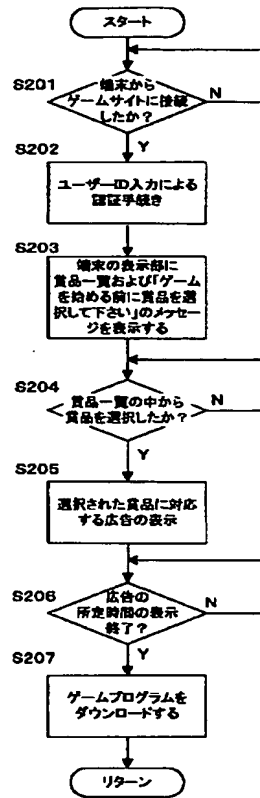 スタート
S201
端末から
ゲームサイトに接続
したか？
N
Y
S202
ユーザーID入力による
認証手続き
S203
端末の表示部に
賞品一覧および「ゲーム
を始める前に賞品を選
択して下さい」のメッセー
ジを表示する
S204
賞品一覧の中から
賞品を選択したか？
N
Y
S205
選択された賞品に対応
する広告の表示
S206
広告の
所定時間の表示
終了？
N
Y
S207
ゲームプログラムを
ダウンロードする
リターン